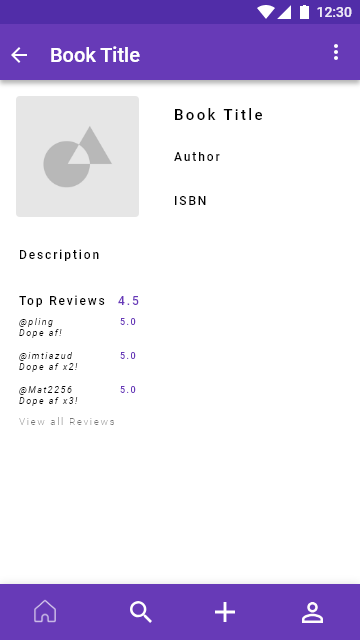 12:30
Book Title
Book Title
Author
ISBN
Description
Top Reviews 4.5
@pling 5.0
Dope af!
@imtiazud 5.0
Dope af x2!
@Mat2256 5.0
Dope af x3!
View all Reviews